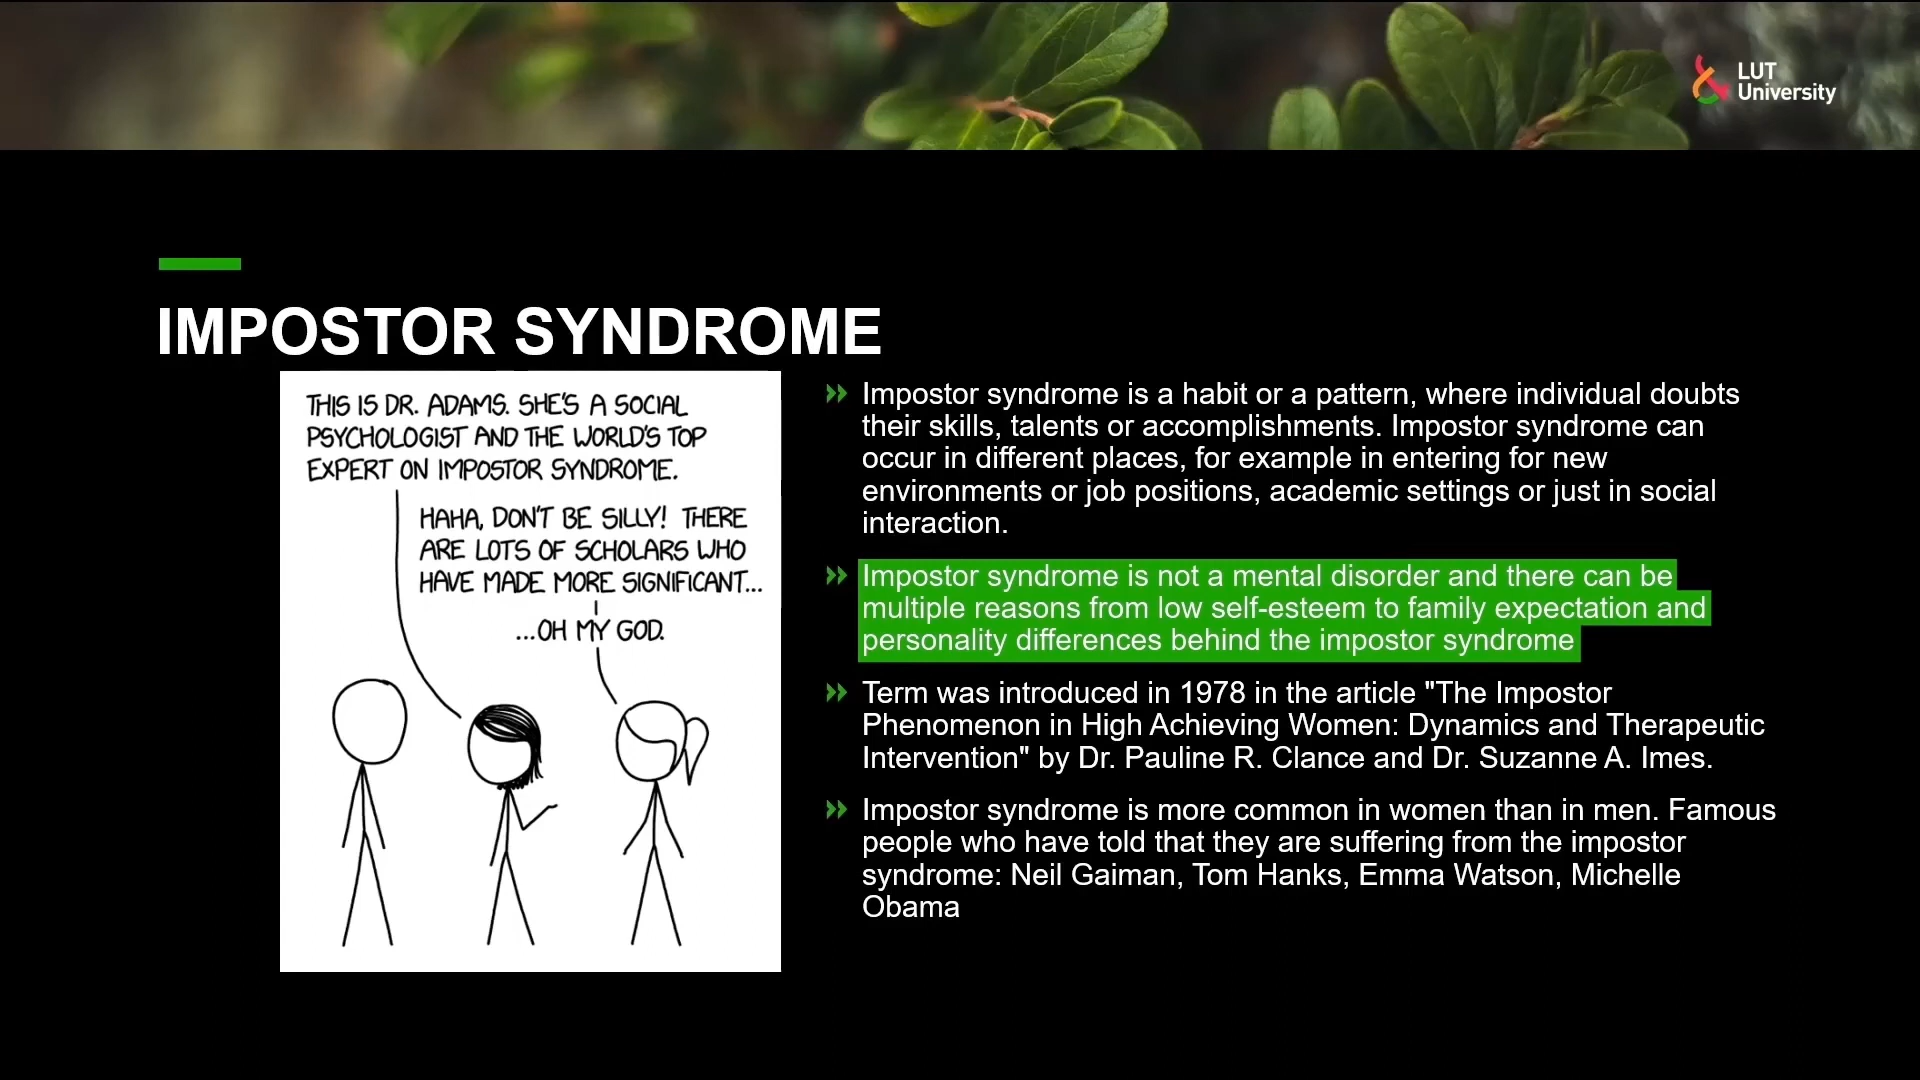 LUT
University
IMPOSTOR SYNDROME
THIS IS DR. ADAMS. SHE'S A SOCIAL
PSYCHOLOGIST AND THE WORLD'S TOP
EXPERT ON IMPOSTOR SYNDROME.
HAHA, DON'T BE SILLY! THERE
ARE LOTS OF SCHOLARS WHO
HAVE MADE MORE SIGNIFICANT...
...OH MY GOD.
Impostor syndrome is a habit or a pattern, where individual doubts
their skills, talents or accomplishments. Impostor syndrome can
occur in different places, for example in entering for new
environments or job positions, academic settings or just in social
interaction.
Impostor syndrome is not a mental disorder and there can be
multiple reasons from low self-esteem to family expectation and
personality differences behind the impostor syndrome
Term was introduced in 1978 in the article "The Impostor
Phenomenon in High Achieving Women: Dynamics and Therapeutic
Intervention" by Dr. Pauline R. Clance and Dr. Suzanne A. Imes.
Impostor syndrome is more common in women than in men. Famous
people who have told that they are suffering from the impostor
syndrome: Neil Gaiman, Tom Hanks, Emma Watson, Michelle
Obama